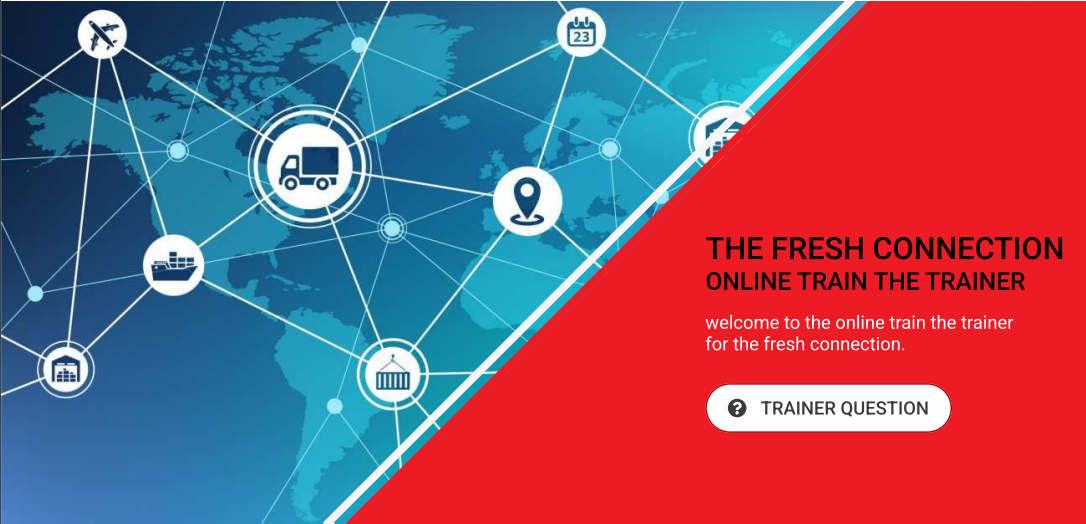 23
THE FRESH CONNECTION
ONLINE TRAIN THE TRAINER
welcome to the online train the trainer
for the fresh connection.
? TRAINER QUESTION